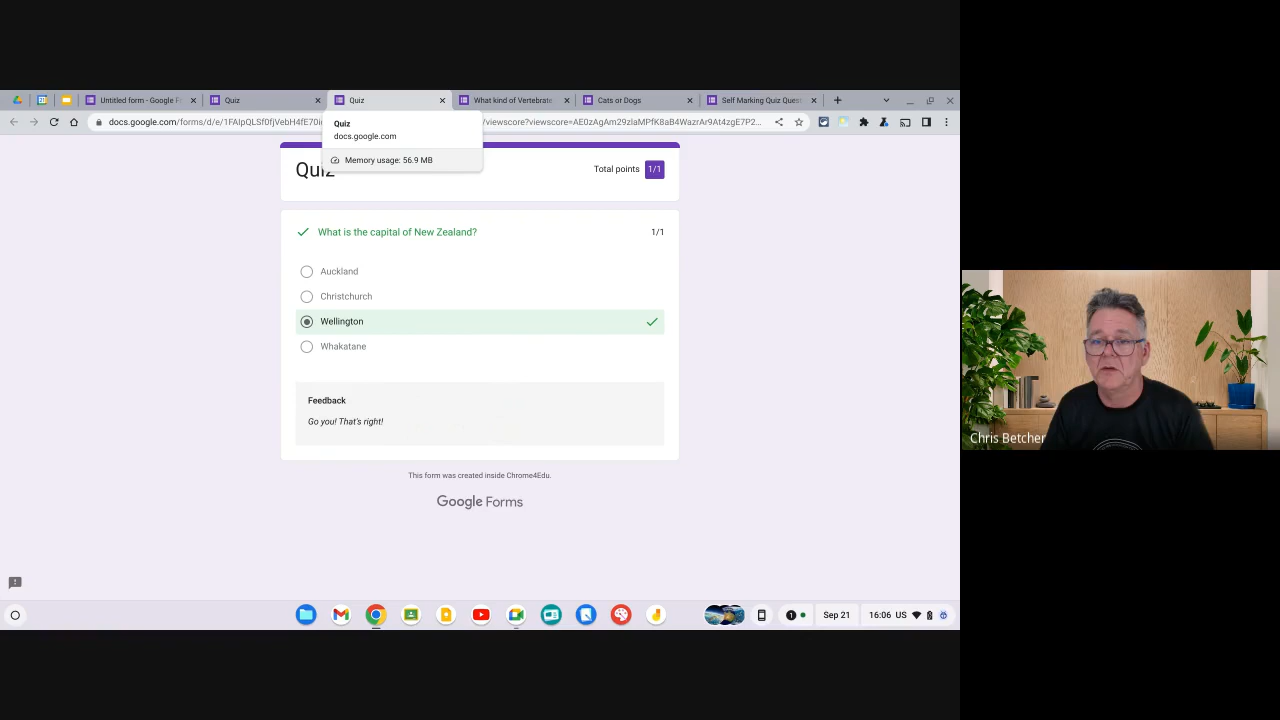 Untitled form - Google F
Quiz
Quiz
What kind of Vertebrate
Cats or Dogs
Self Marking Quiz Quest
docs.google.com/forms/d/e/1FAIpQLSf0fjVebH4fE70i
/viewscore?viewscore=AE0zAgAm29zlaMPfK8aB4WazrAr9At4zgE7P2...
Quiz
docs.google.com
Memory usage: 56.9 MB
Quiz
Total points 1/1
What is the capital of New Zealand?
1/1
Auckland
Christchurch
Wellington
Whakatane
Feedback
Go you! That's right!
This form was created inside Chrome4Edu.
Google Forms
Chris Betcher
1
Sep 21
16:06 US